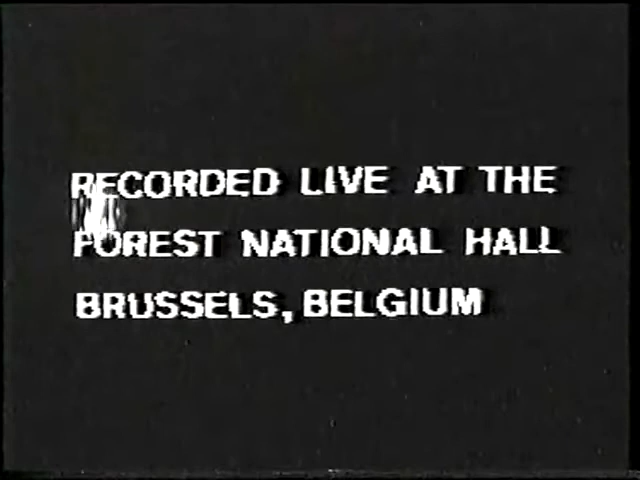 RECORDED LIVE AT THE
FOREST NATIONAL HALL
BRUSSELS, BELGIUM